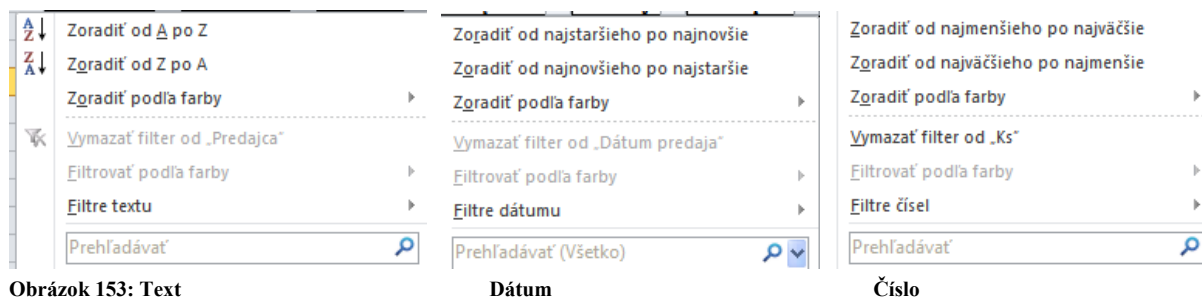 Zoradiť od A po Z
Zoradiť od Z po A
Zoradiť podľa farby
Vymazať filter od „Predajca"
Filtrovať podľa farby
Filtre textu
Prehľadávať
Zoradiť od najstaršieho po najnovšie
Zoradiť od najnovšieho po najstaršie
Zoradiť podľa farby
Vymazať filter od „Dátum predaja"
Filtrovať podľa farby
Filtre dátumu
Prehľadávať (Všetko)
Zoradiť od najmenšieho po najväčšie
Zoradiť od najväčšieho po najmenšie
Zoradiť podľa farby
Vymazať filter od „Ks"
Filtrovať podľa farby
Filtre čísel
Prehľadávať
Obrázok 153: Text Dátum Číslo